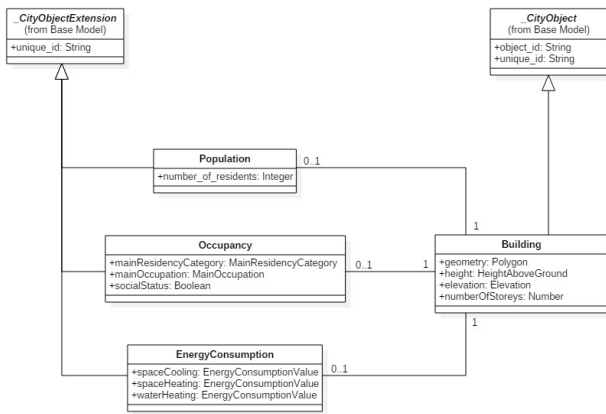 _CityObjectExtension
(from Base Model)
+unique_id: String
_CityObject
(from Base Model)
+object_id: String
+unique_id: String
Population
+number_of_residents: Integer
0..1
1
Occupancy
+mainResidencyCategory: MainResidencyCategory
+mainOccupation: MainOccupation
+socialStatus: Boolean
0..1
1
Building
+geometry: Polygon
+height: HeightAboveGround
+elevation: Elevation
+numberOfStoreys: Number
1
EnergyConsumption
+spaceCooling: EnergyConsumptionValue
+spaceHeating: EnergyConsumptionValue
+waterHeating: EnergyConsumptionValue
0..1